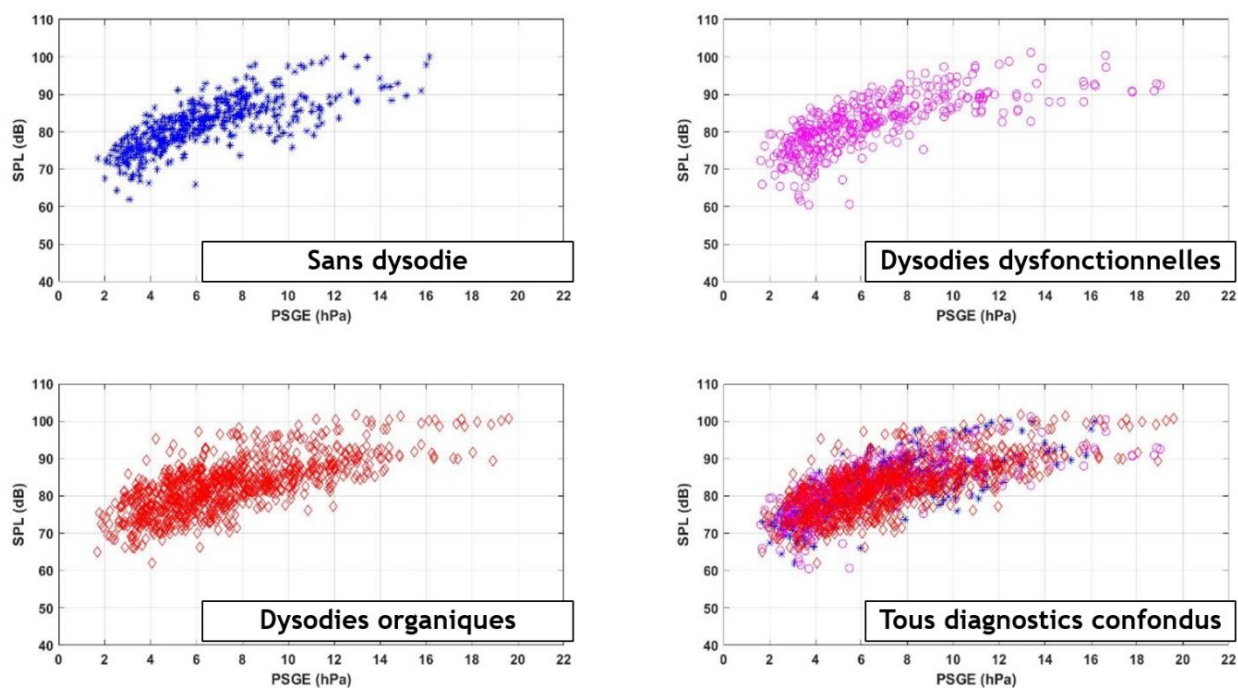 110
100
90
80
70
60
50
40
SPL (dB)
0 2 4 6 8 10 12 14 16 18 20 22
PSGE (hPa)
Sans dysodie
110
100
90
80
70
60
50
40
SPL (dB)
0 2 4 6 8 10 12 14 16 18 20 22
PSGE (hPa)
Dysodies dysfonctionnelles
110
100
90
80
70
60
50
40
SPL (dB)
0 2 4 6 8 10 12 14 16 18 20 22
PSGE (hPa)
Dysodies organiques
110
100
90
80
70
60
50
40
SPL (dB)
0 2 4 6 8 10 12 14 16 18 20 22
PSGE (hPa)
Tous diagnostics confondus